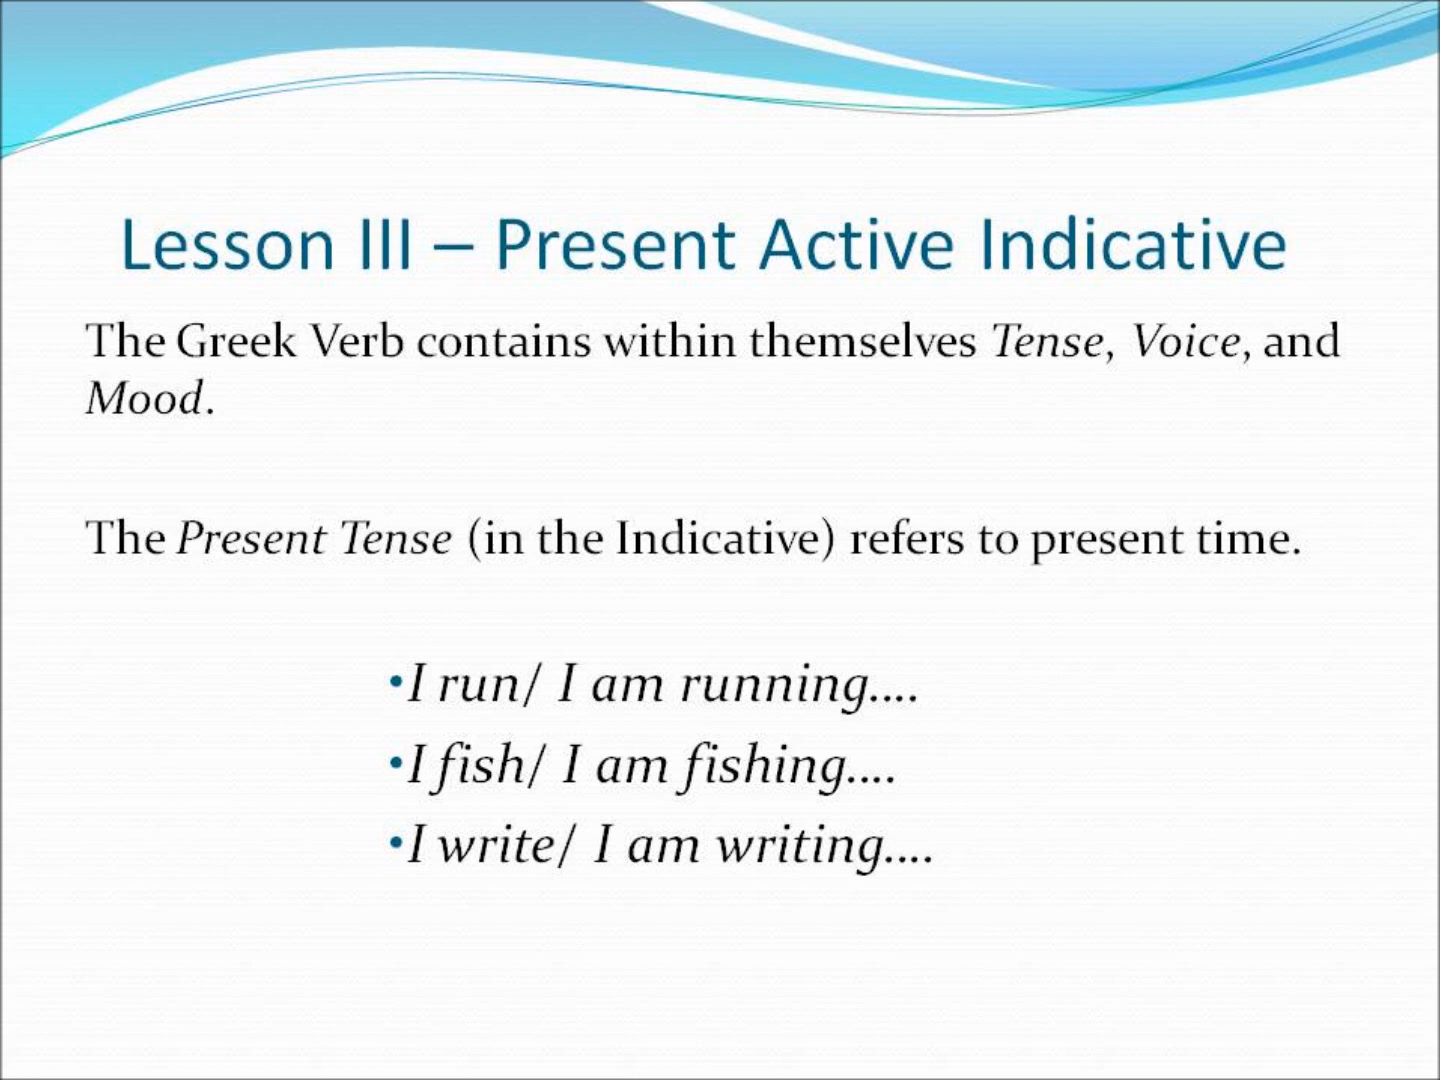 Lesson III – Present Active Indicative
The Greek Verb contains within themselves Tense, Voice, and
Mood.
The Present Tense (in the Indicative) refers to present time.
•I run/ I am running....
•I fish/ I am fishing....
•I write/ I am writing....